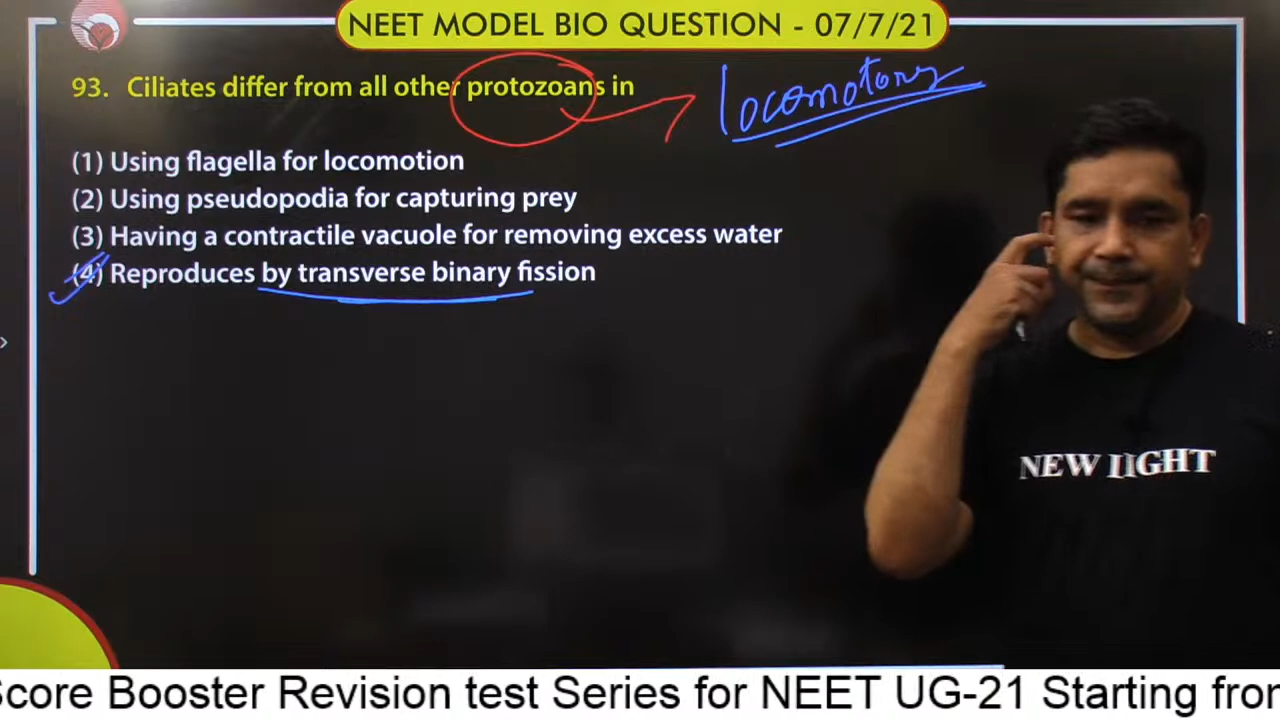 NEET MODEL BIO QUESTION - 07/7/21
93. Ciliates differ from all other protozoans in
locomotory
(1) Using flagella for locomotion
(2) Using pseudopodia for capturing prey
(3) Having a contractile vacuole for removing excess water
(4) Reproduces by transverse binary fission
NEW LIGHT
Score Booster Revision test Series for NEET UG-21 Starting from